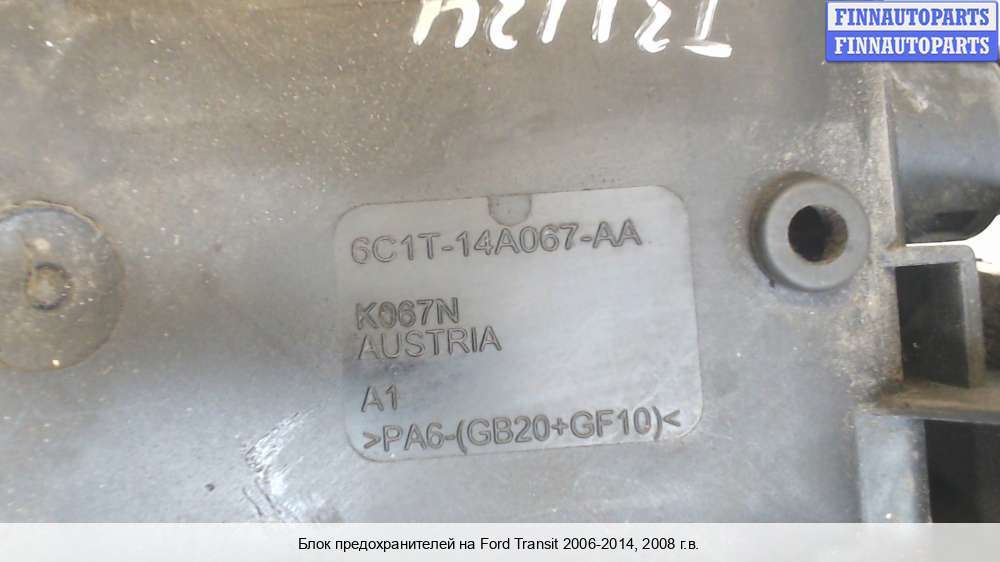 FINNAUTOPARTS
FINNAUTOPARTS
6C1T-14A067-AA
K067N
AUSTRIA
A1
>PA6-(GB20+GF10)<
Блок предохранителей на Ford Transit 2006-2014, 2008 г.в.